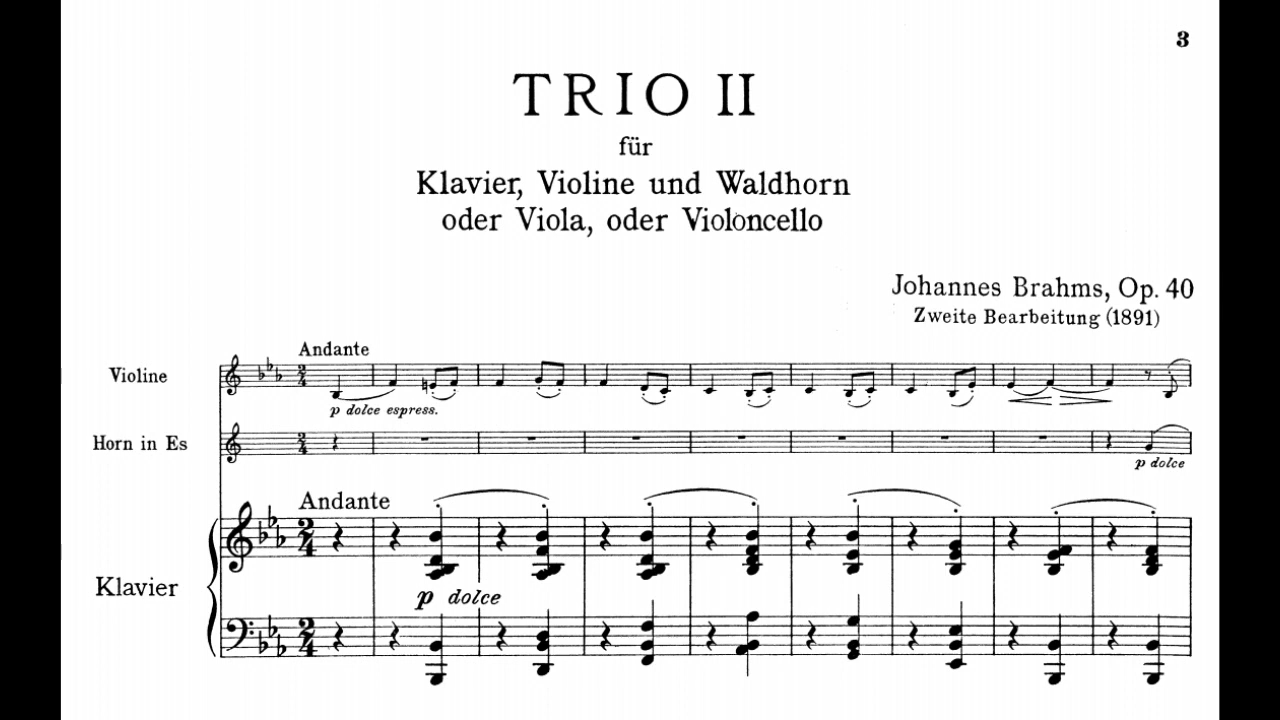 3
TRIO II
für
Klavier, Violine und Waldhorn
oder Viola, oder Violoncello
Johannes Brahms, Op. 40
Zweite Bearbeitung (1891)
Andante
Violine
p dolce espress.
Horn in Es
p dolce
Andante
Klavier
p dolce